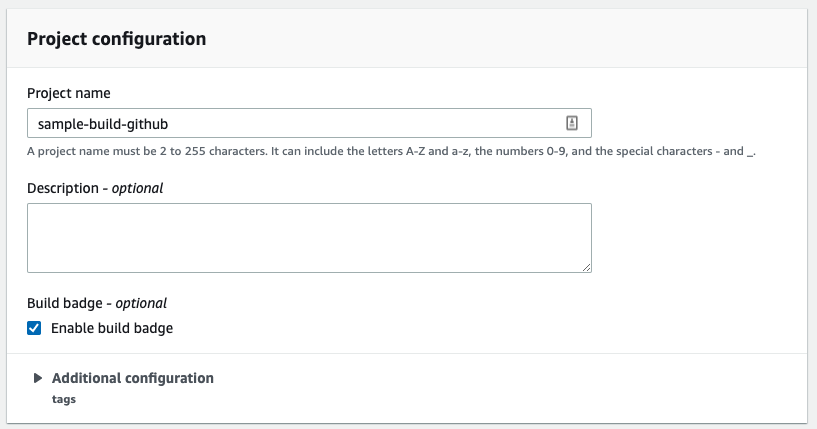 Project configuration
Project name
sample-build-github
A project name must be 2 to 255 characters. It can include the letters A-Z and a-z, the numbers 0-9, and the special characters - and _.
Description - optional
Build badge - optional
Enable build badge
Additional configuration
tags